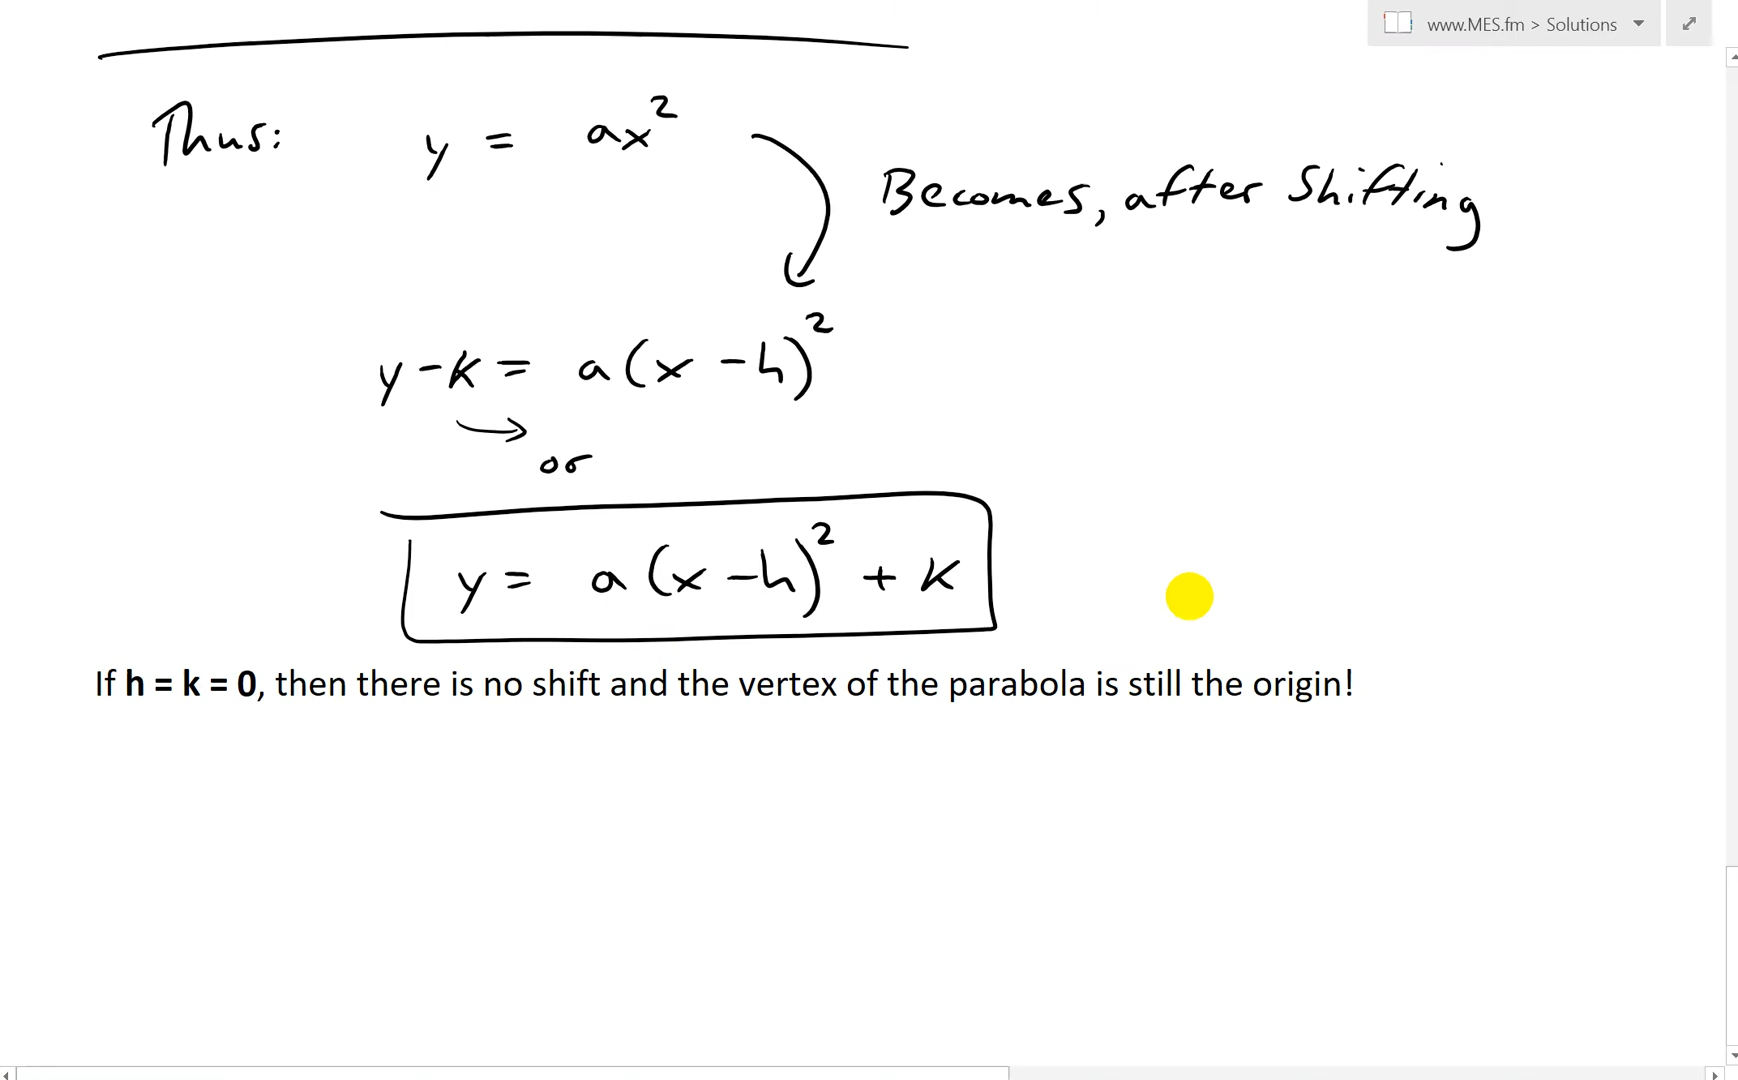 www.MES.fm > Solutions
Thus: y = ax²
Becomes, after Shifting
y - k = a(x - h)²
or
y = a(x - h)² + k
If h = k = 0, then there is no shift and the vertex of the parabola is still the origin!